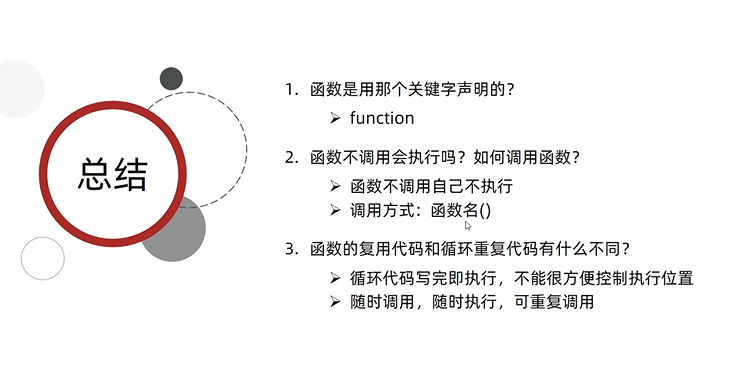 总结
1. 函数是用那个关键字声明的？
➢ function
2. 函数不调用会执行吗？如何调用函数？
➢ 函数不调用自己不执行
➢ 调用方式：函数名()
3. 函数的复用代码和循环重复代码有什么不同？
➢ 循环代码写完即执行，不能很方便控制执行位置
➢ 随时调用，随时执行，可重复调用